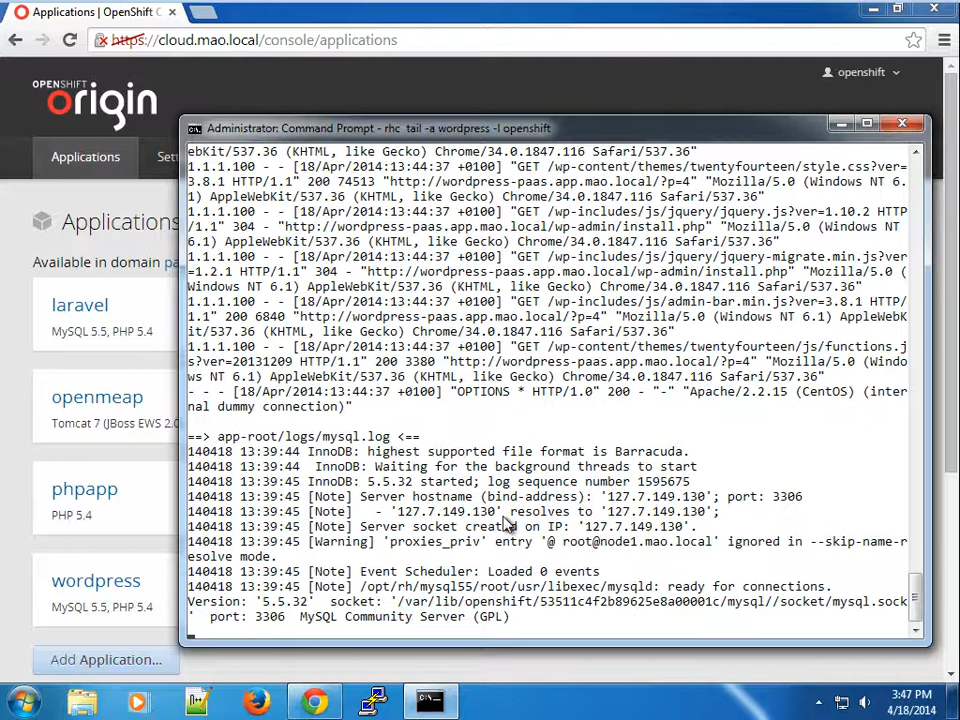 Applications | OpenShift O
https://cloud.mao.local/console/applications
OPENSHIFT
origin
openshift
Applications
Sett
Applications
Available in domain pa
laravel
MySQL 5.5, PHP 5.4
openmeap
Tomcat 7 (JBoss EWS 2.0
phpapp
PHP 5.4
wordpress
MySQL 5.5, PHP 5.4
Add Application...
Administrator: Command Prompt - rhc tail -a wordpress -l openshift
ebKit/537.36 (KHTML, like Gecko) Chrome/34.0.1847.116 Safari/537.36"
1.1.1.100 - - [18/Apr/2014:13:44:37 +0100] "GET /wp-content/themes/twentyfourteen/style.css?ver=
3.8.1 HTTP/1.1" 200 74513 "http://wordpress-paas.app.mao.local/?p=4" "Mozilla/5.0 (Windows NT 6.
1) AppleWebKit/537.36 (KHTML, like Gecko) Chrome/34.0.1847.116 Safari/537.36"
1.1.1.100 - - [18/Apr/2014:13:44:37 +0100] "GET /wp-includes/js/jquery/jquery.js?ver=1.10.2 HTTP
/1.1" 304 - "http://wordpress-paas.app.mao.local/wp-admin/install.php" "Mozilla/5.0 (Windows NT
6.1) AppleWebKit/537.36 (KHTML, like Gecko) Chrome/34.0.1847.116 Safari/537.36"
1.1.1.100 - - [18/Apr/2014:13:44:37 +0100] "GET /wp-includes/js/jquery/jquery-migrate.min.js?ver
=1.2.1 HTTP/1.1" 304 - "http://wordpress-paas.app.mao.local/wp-admin/install.php" "Mozilla/5.0 (
Windows NT 6.1) AppleWebKit/537.36 (KHTML, like Gecko) Chrome/34.0.1847.116 Safari/537.36"
1.1.1.100 - - [18/Apr/2014:13:44:37 +0100] "GET /wp-includes/js/admin-bar.min.js?ver=3.8.1 HTTP/
1.1" 200 6840 "http://wordpress-paas.app.mao.local/?p=4" "Mozilla/5.0 (Windows NT 6.1) AppleWebK
it/537.36 (KHTML, like Gecko) Chrome/34.0.1847.116 Safari/537.36"
1.1.1.100 - - [18/Apr/2014:13:44:37 +0100] "GET /wp-content/themes/twentyfourteen/js/functions.j
s?ver=20131209 HTTP/1.1" 200 3380 "http://wordpress-paas.app.mao.local/?p=4" "Mozilla/5.0 (Windo
ws NT 6.1) AppleWebKit/537.36 (KHTML, like Gecko) Chrome/34.0.1847.116 Safari/537.36"
- - - [18/Apr/2014:13:44:37 +0100] "OPTIONS * HTTP/1.0" 200 - "-" "Apache/2.2.15 (CentOS) (inter
nal dummy connection)"
==> app-root/logs/mysql.log <==
140418 13:39:44 InnoDB: highest supported file format is Barracuda.
140418 13:39:44  InnoDB: Waiting for the background threads to start
140418 13:39:45 InnoDB: 5.5.32 started; log sequence number 1595675
140418 13:39:45 [Note] Server hostname (bind-address): '127.7.149.130'; port: 3306
140418 13:39:45 [Note]   - '127.7.149.130' resolves to '127.7.149.130';
140418 13:39:45 [Note] Server socket created on IP: '127.7.149.130'.
140418 13:39:45 [Warning] 'proxies_priv' entry '@ root@node1.mao.local' ignored in --skip-name-r
esolve mode.
140418 13:39:45 [Note] Event Scheduler: Loaded 0 events
140418 13:39:45 [Note] /opt/rh/mysql55/root/usr/libexec/mysqld: ready for connections.
Version: '5.5.32'  socket: '/var/lib/openshift/53511c4f2b89625e8a00001c/mysql//socket/mysql.sock
'  port: 3306  MySQL Community Server (GPL)
3:47 PM
4/18/2014